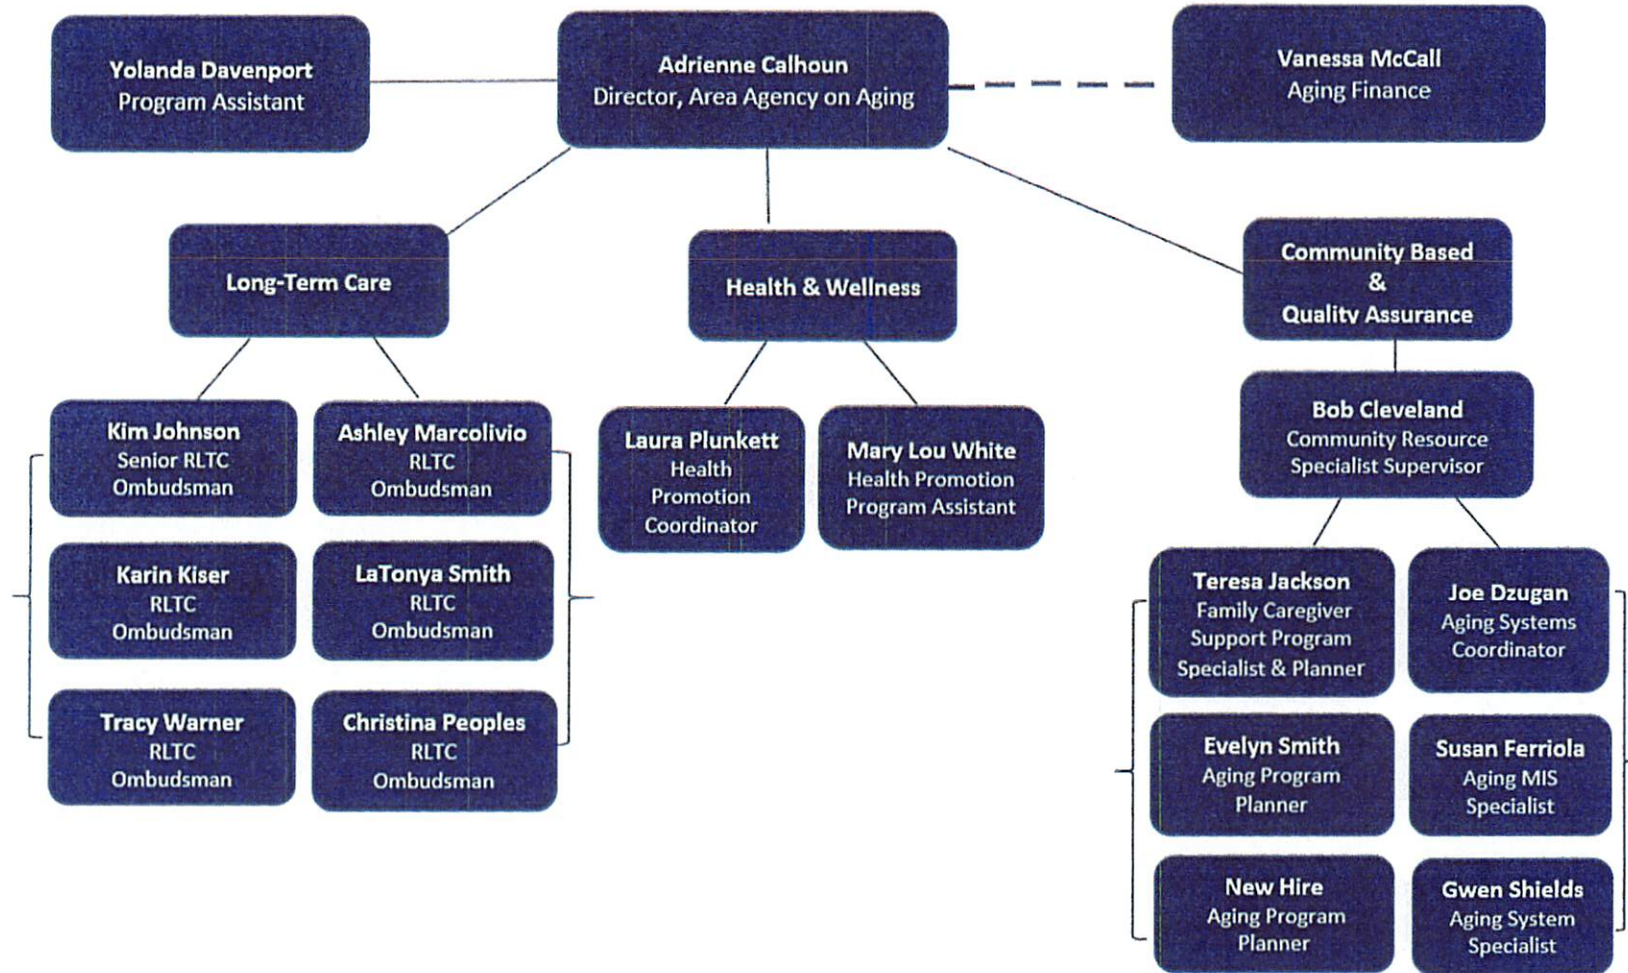 Yolanda Davenport
Program Assistant
Adrienne Calhoun
Director, Area Agency on Aging
Vanessa McCall
Aging Finance
Long-Term Care
Health & Wellness
Community Based
&
Quality Assurance
Kim Johnson
Senior RLTC
Ombudsman
Ashley Marcolivio
RLTC
Ombudsman
Karin Kiser
RLTC
Ombudsman
LaTonya Smith
RLTC
Ombudsman
Tracy Warner
RLTC
Ombudsman
Christina Peoples
RLTC
Ombudsman
Laura Plunkett
Health
Promotion
Coordinator
Mary Lou White
Health Promotion
Program Assistant
Bob Cleveland
Community Resource
Specialist Supervisor
Teresa Jackson
Family Caregiver
Support Program
Specialist & Planner
Joe Dzugan
Aging Systems
Coordinator
Evelyn Smith
Aging Program
Planner
Susan Ferriola
Aging MIS
Specialist
New Hire
Aging Program
Planner
Gwen Shields
Aging System
Specialist